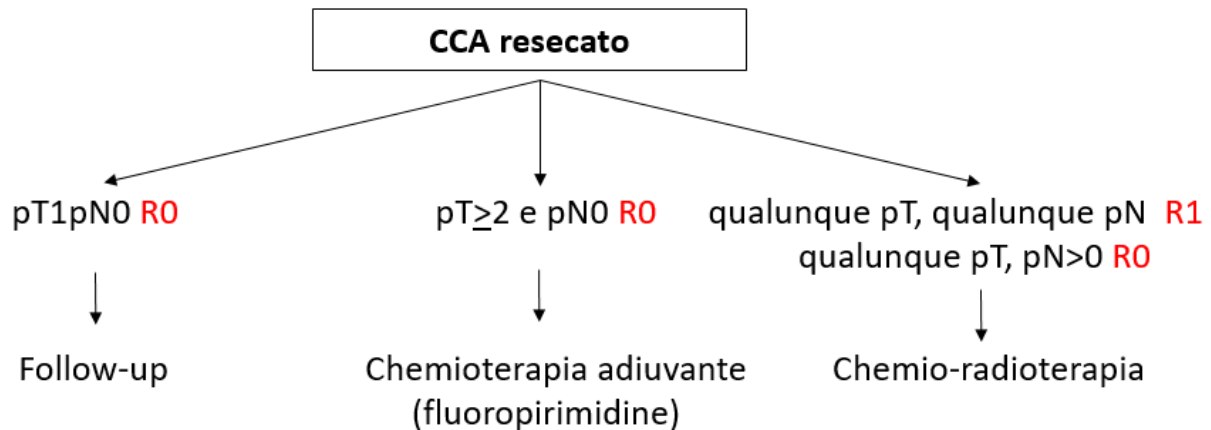 CCA resecato
pT1pN0 R0
pT≥2 e pN0 R0
qualunque pT, qualunque pN R1
qualunque pT, pN>0 R0
Follow-up
Chemioterapia adiuvante
(fluoropirimidine)
Chemio-radioterapia